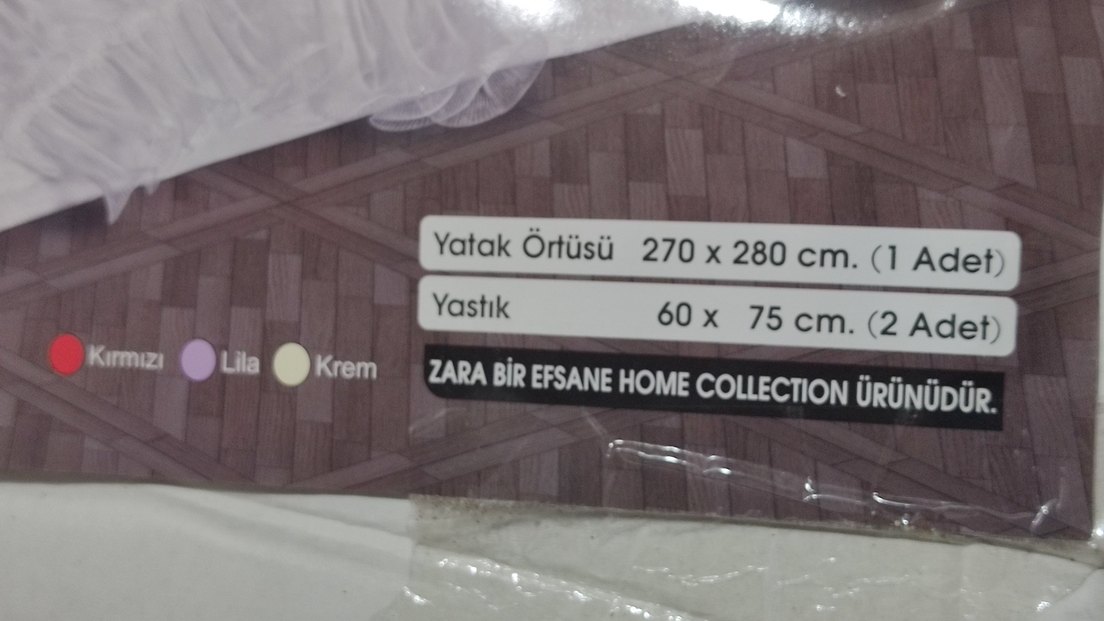 Yatak Örtüsü 270 x 280 cm. (1 Adet)
Yastık 60 x 75 cm. (2 Adet)
Kırmızı Lila Krem
ZARA BİR EFSANE HOME COLLECTION ÜRÜNÜDÜR.